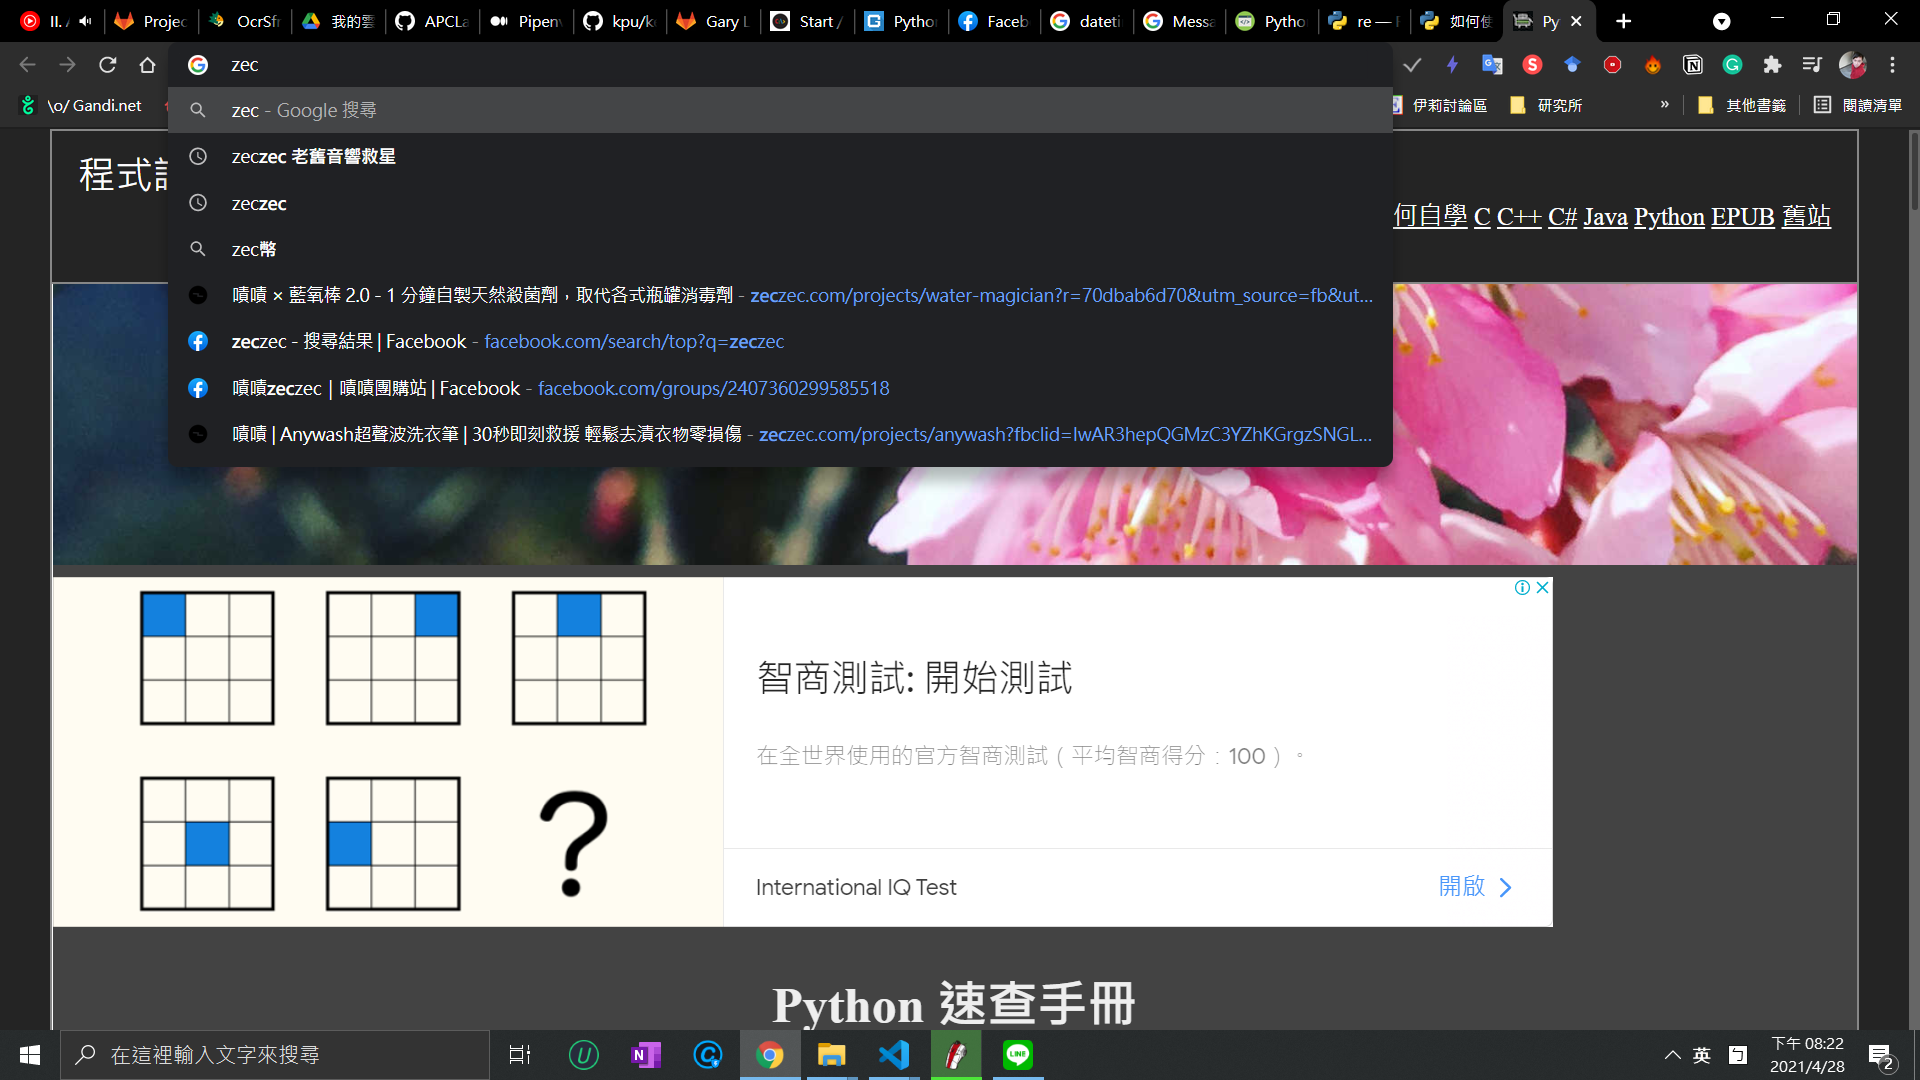 II. A
Projec
OcrSfr
我的雲
APCLa
Pipenv
kpu/k
Gary L
Start /
Pytho
Faceb
dateti
Messa
Pytho
re — P
如何使
Py
zec
\o/ Gandi.net
伊莉討論區
研究所
»
其他書籤
閱讀清單
zec - Google 搜尋
zeczec 老舊音響救星
zeczec
zec幣
嘖嘖 × 藍氧棒 2.0 - 1 分鐘自製天然殺菌劑，取代各式瓶罐消毒劑 - zeczec.com/projects/water-magician?r=70dbab6d70&utm_source=fb&ut...
zeczec - 搜尋結果 | Facebook - facebook.com/search/top?q=zeczec
嘖嘖zeczec｜嘖嘖團購站 | Facebook - facebook.com/groups/2407360299585518
嘖嘖 | Anywash超聲波洗衣筆 | 30秒即刻救援 輕鬆去漬衣物零損傷 - zeczec.com/projects/anywash?fbclid=IwAR3hepQGMzC3YZhKGrgzSNGL...
程式
何自學 C C++ C# Java Python EPUB 舊站
智商測試: 開始測試
在全世界使用的官方智商測試（平均智商得分：100）。
?
International IQ Test
開啟
Python 速查手冊
在這裡輸入文字來搜尋
英
下午 08:22
2021/4/28
2